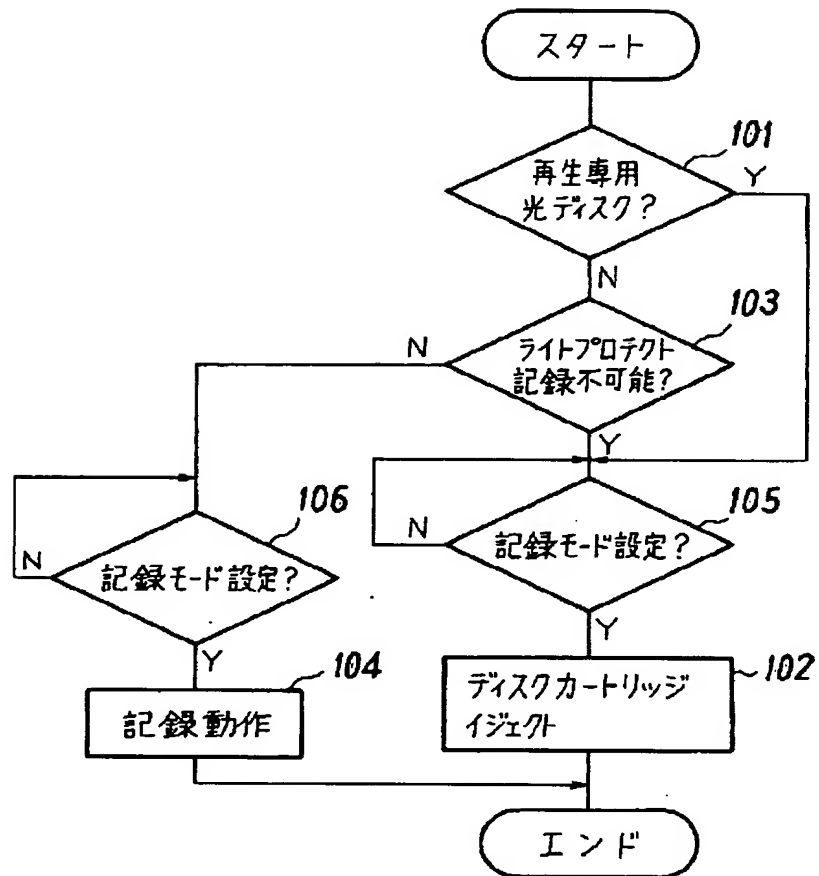 スタート
101
再生専用
光ディスク?
Y
N
103
ライトプロテクト
記録不可能?
N
Y
106
記録モード設定?
N
Y
105
記録モード設定?
N
Y
104
記録動作
102
ディスクカートリッジ
イジェクト
エンド